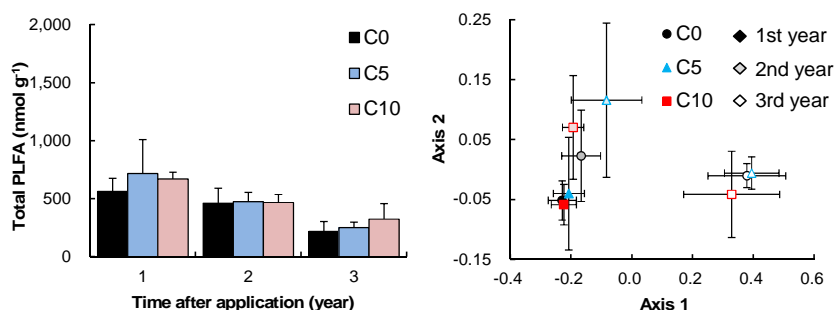 2,000
1,500
1,000
500
0
Total PLFA (nmol g⁻¹)
C0
C5
C10
1 2 3
Time after application (year)
0.25
0.15
0.05
-0.05
-0.15
Axis 2
C0
C5
C10
1st year
2nd year
3rd year
-0.4 -0.2 0.0 0.2 0.4 0.6
Axis 1